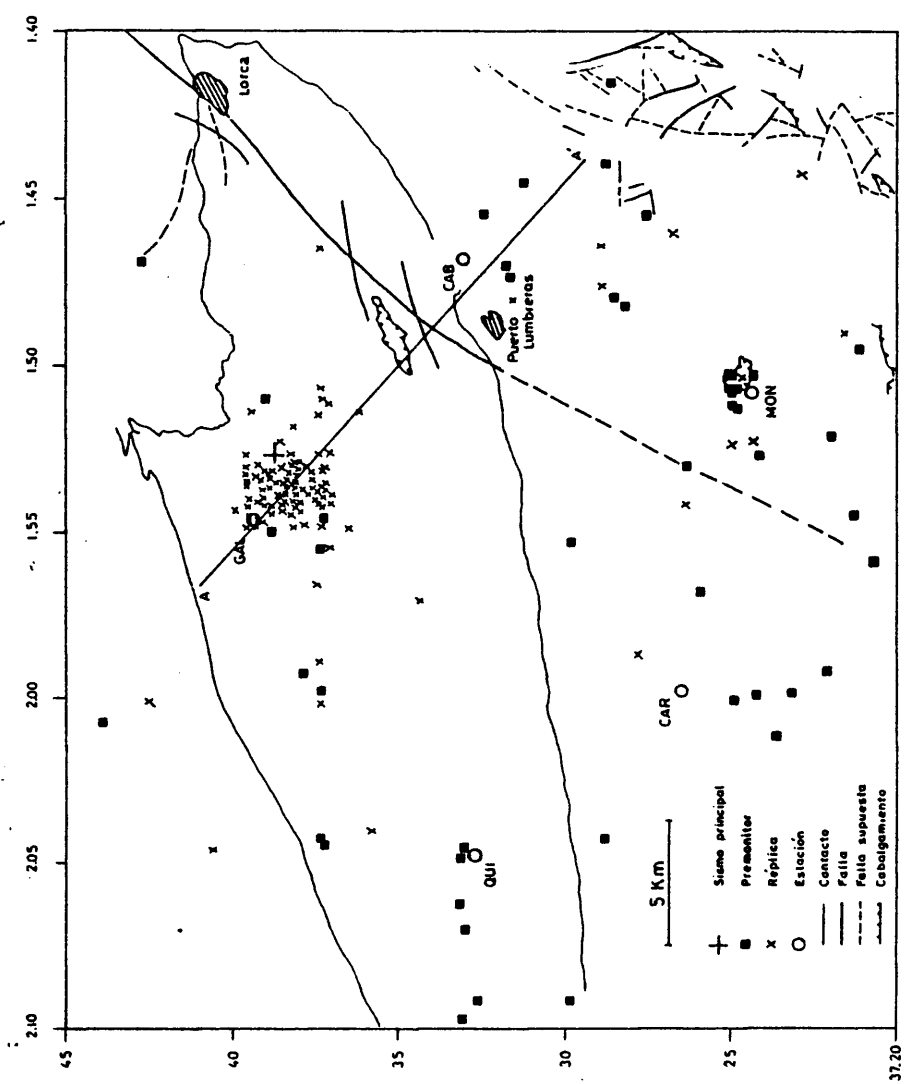 1.40
1.45
1.50
1.55
2.00
2.05
2.10
45
40
35
30
25
37.20
Lorca
A
CAB
Puerto
Lumbreras
MON
GAL
A
CAR
QUI
5 Km
Sismo principal
Premonitor
Réplica
Estación
Contacto
Falla
Falla supuesta
Cabalgamiento